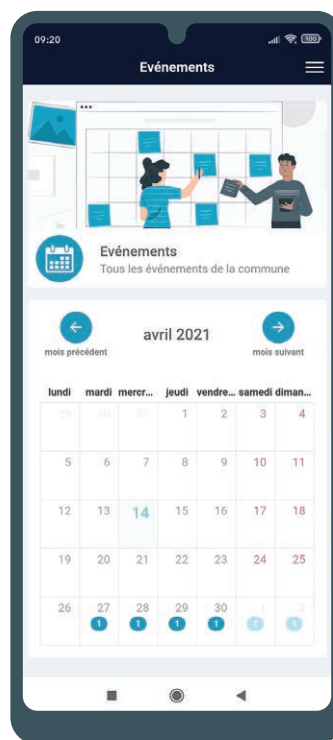 09:20
100
Evénements
Evénements
Tous les événements de la commune
avril 2021
mois précédent mois suivant
lundi mardi mercr... jeudi vendre... samedi diman...
29 30 31 1 2 3 4
5 6 7 8 9 10 11
12 13 14 15 16 17 18
19 20 21 22 23 24 25
26 27 28 29 30 1 2
1 1 1 1 1 1